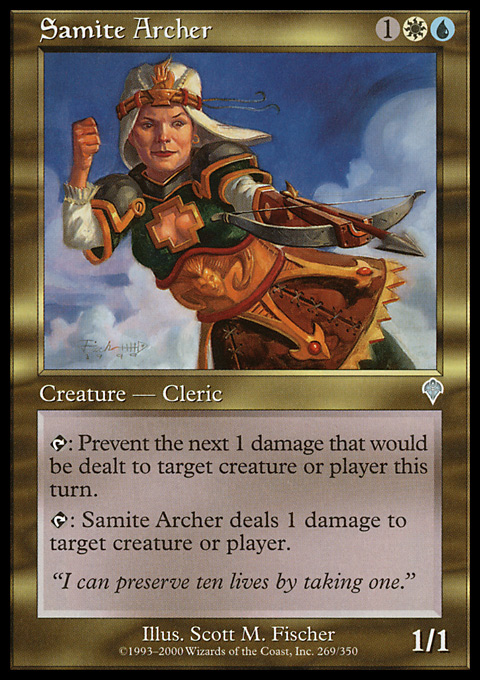 Samite Archer 1
Creature — Cleric
: Prevent the next 1 damage that would
be dealt to target creature or player this
turn.
: Samite Archer deals 1 damage to
target creature or player.
"I can preserve ten lives by taking one."
Illus. Scott M. Fischer
1/1
©1993–2000 Wizards of the Coast, Inc. 269/350